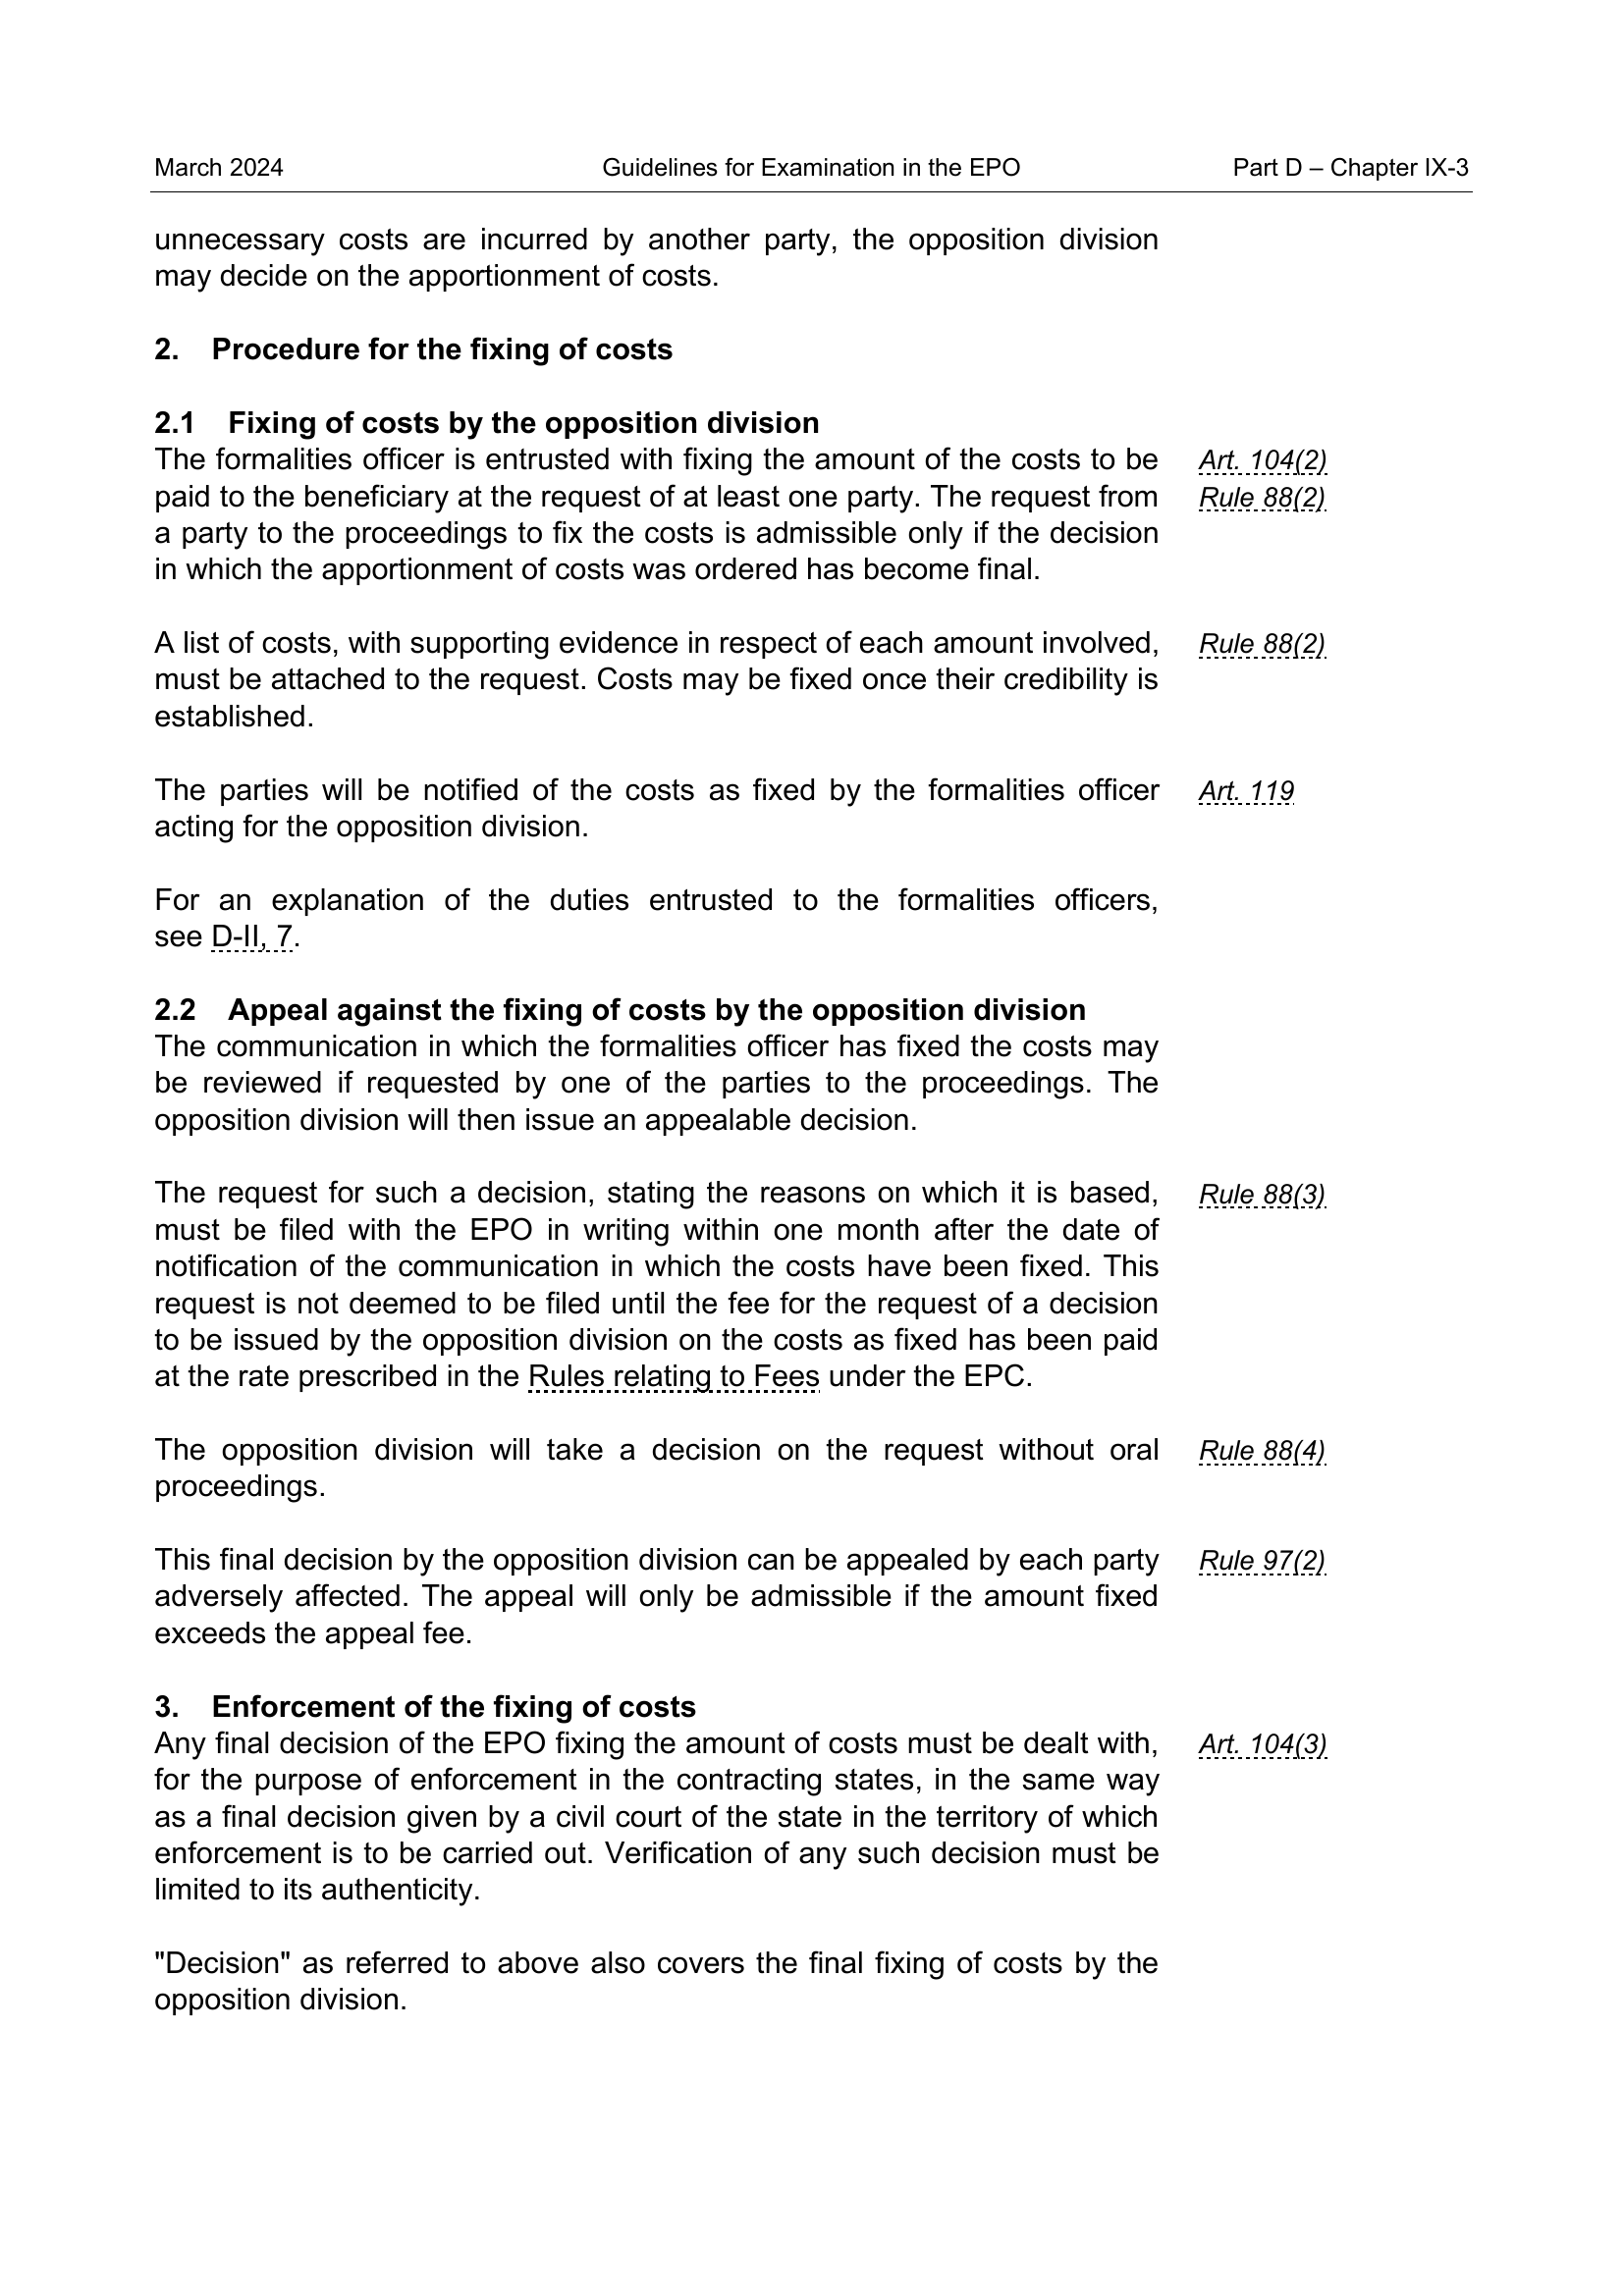 March 2024 Guidelines for Examination in the EPO Part D – Chapter IX-3
unnecessary costs are incurred by another party, the opposition division
may decide on the apportionment of costs.
2. Procedure for the fixing of costs
2.1 Fixing of costs by the opposition division
The formalities officer is entrusted with fixing the amount of the costs to be Art. 104(2)
paid to the beneficiary at the request of at least one party. The request from Rule 88(2)
a party to the proceedings to fix the costs is admissible only if the decision
in which the apportionment of costs was ordered has become final.
A list of costs, with supporting evidence in respect of each amount involved, Rule 88(2)
must be attached to the request. Costs may be fixed once their credibility is
established.
The parties will be notified of the costs as fixed by the formalities officer Art. 119
acting for the opposition division.
For an explanation of the duties entrusted to the formalities officers,
see D-II, 7.
2.2 Appeal against the fixing of costs by the opposition division
The communication in which the formalities officer has fixed the costs may
be reviewed if requested by one of the parties to the proceedings. The
opposition division will then issue an appealable decision.
The request for such a decision, stating the reasons on which it is based, Rule 88(3)
must be filed with the EPO in writing within one month after the date of
notification of the communication in which the costs have been fixed. This
request is not deemed to be filed until the fee for the request of a decision
to be issued by the opposition division on the costs as fixed has been paid
at the rate prescribed in the Rules relating to Fees under the EPC.
The opposition division will take a decision on the request without oral Rule 88(4)
proceedings.
This final decision by the opposition division can be appealed by each party Rule 97(2)
adversely affected. The appeal will only be admissible if the amount fixed
exceeds the appeal fee.
3. Enforcement of the fixing of costs
Any final decision of the EPO fixing the amount of costs must be dealt with, Art. 104(3)
for the purpose of enforcement in the contracting states, in the same way
as a final decision given by a civil court of the state in the territory of which
enforcement is to be carried out. Verification of any such decision must be
limited to its authenticity.
"Decision" as referred to above also covers the final fixing of costs by the
opposition division.